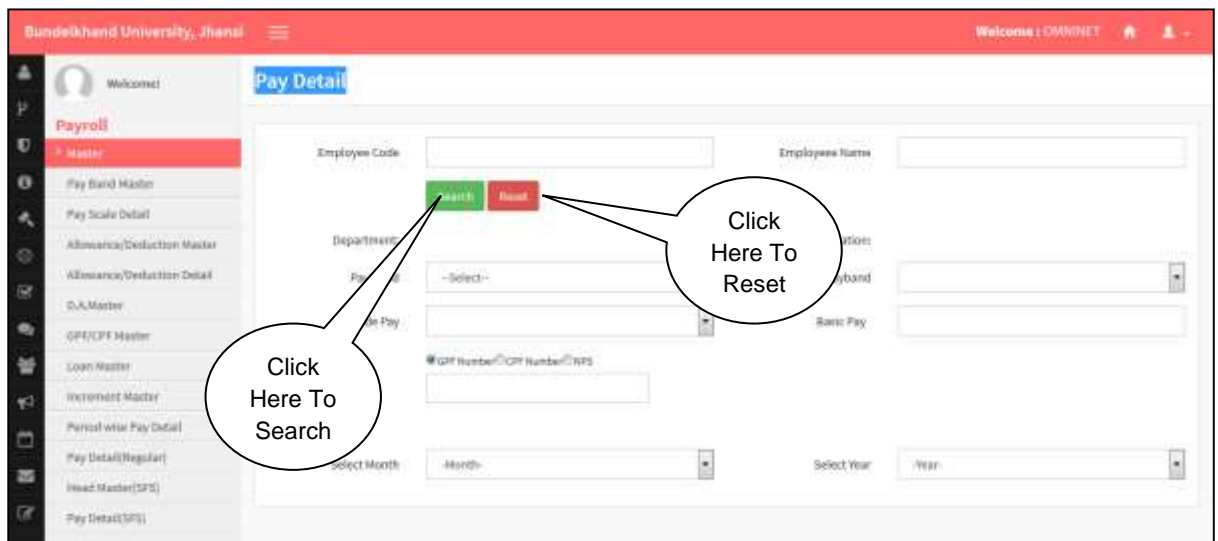 Bundelkhand University, Jhansi
Welcome : OMNINET
Welcome!
Pay Detail
Payroll
Master
Pay Band Master
Pay Scale Detail
Allowance/Deduction Master
Allowance/Deduction Detail
D.A.Master
GPF/CPF Master
Loan Master
Increment Master
Period wise Pay Detail
Pay Detail(Regular)
Head Master(SFS)
Pay Detail(SFS)
Employee Code
Employeee Name
Search Reset
Department:
--Select--
Pay
Basic Pay
GPF Number CPF Number NPS
Select Month
-Month-
Select Year
-Year-
Click
Here To
Search
Click
Here To
Reset